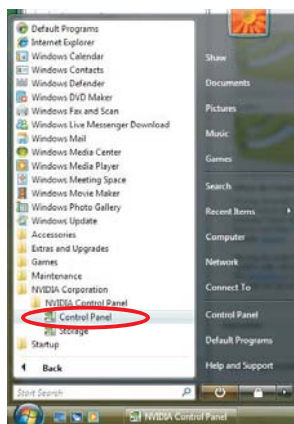 Default Programs
Internet Explorer
Windows Calendar
Windows Contacts
Windows Defender
Windows DVD Maker
Windows Fax and Scan
Windows Live Messenger Download
Windows Mail
Windows Media Center
Windows Media Player
Windows Meeting Space
Windows Movie Maker
Windows Photo Gallery
Windows Update
Accessories
Extras and Upgrades
Games
Maintenance
NVIDIA Corporation
NVIDIA Control Panel
Control Panel
Storage
Startup
Back
Start Search
Shaw
Documents
Pictures
Music
Games
Search
Recent Items
Computer
Network
Connect To
Control Panel
Default Programs
Help and Support
NVIDIA Control Panel